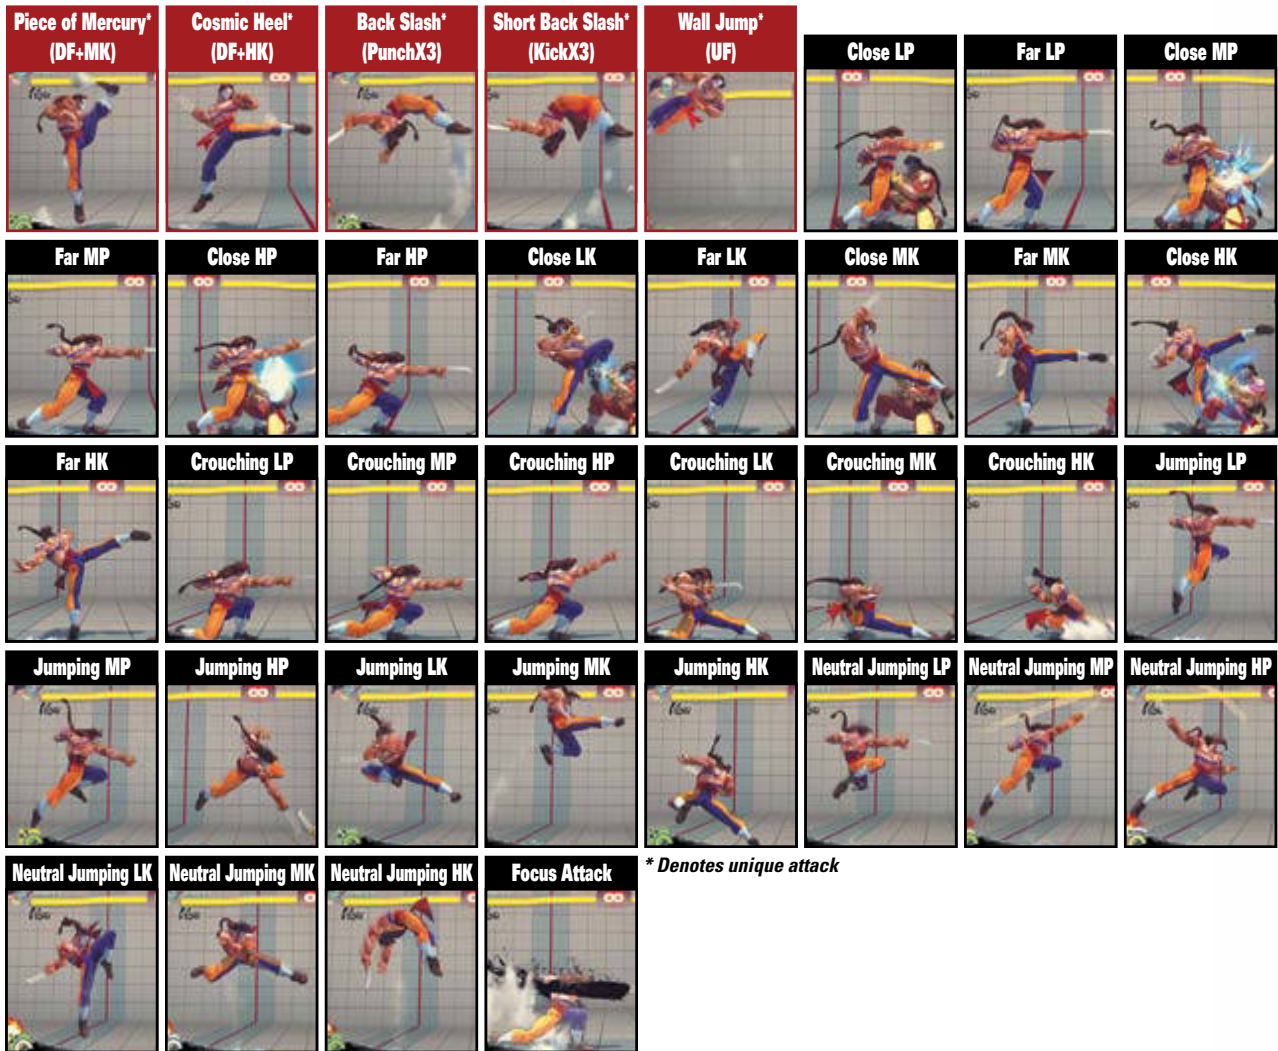 Piece of Mercury*
(DF+MK)
Cosmic Heel*
(DF+HK)
Back Slash*
(PunchX3)
Short Back Slash*
(KickX3)
Wall Jump*
(UF)
Close LP
Far LP
Close MP
Far MP
Close HP
Far HP
Close LK
Far LK
Close MK
Far MK
Close HK
Far HK
Crouching LP
Crouching MP
Crouching HP
Crouching LK
Crouching MK
Crouching HK
Jumping LP
Jumping MP
Jumping HP
Jumping LK
Jumping MK
Jumping HK
Neutral Jumping LP
Neutral Jumping MP
Neutral Jumping HP
* Denotes unique attack
Neutral Jumping LK
Neutral Jumping MK
Neutral Jumping HK
Focus Attack